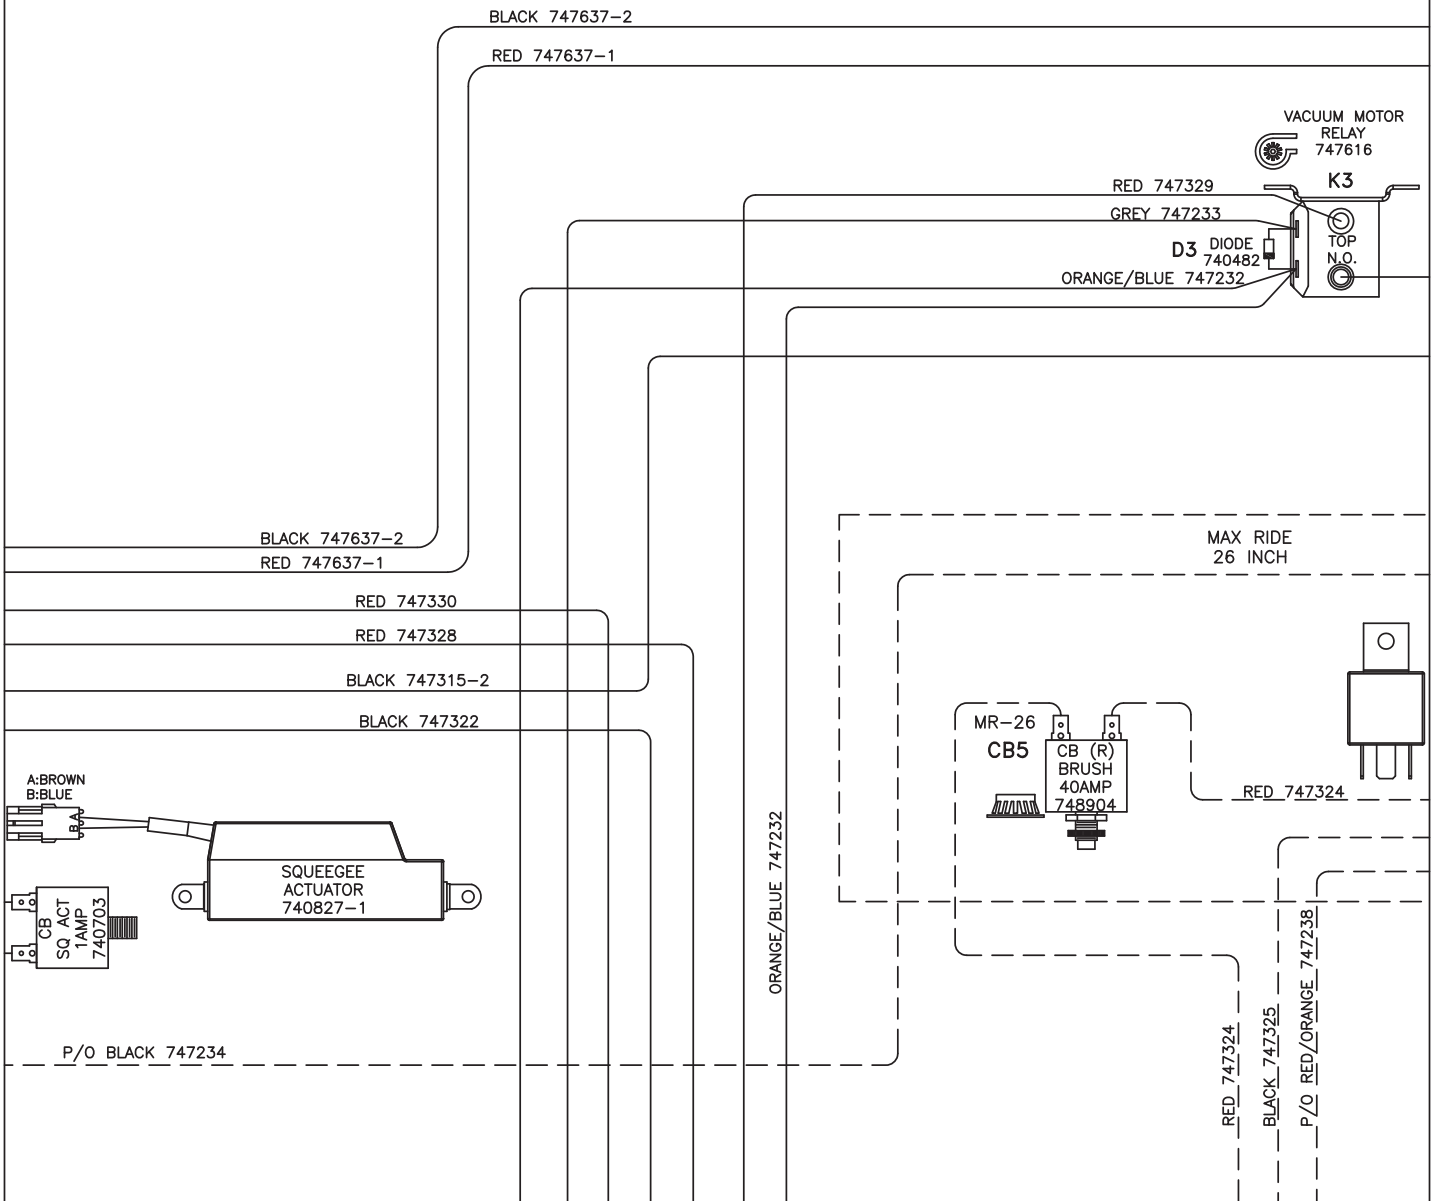 BLACK 747637-2
RED 747637-1
VACUUM MOTOR
RELAY
747616
K3
RED 747329
GREY 747233
TOP
N.O.
D3
DIODE
740482
ORANGE/BLUE 747232
BLACK 747637-2
RED 747637-1
MAX RIDE
26 INCH
RED 747330
RED 747328
BLACK 747315-2
BLACK 747322
MR-26
CB5
CB (R)
BRUSH
40AMP
748904
RED 747324
A:BROWN
B:BLUE
A
B
SQUEEGEE
ACTUATOR
740827-1
CB
SQ ACT
1AMP
740703
ORANGE/BLUE 747232
P/O BLACK 747234
RED 747324
BLACK 747325
P/O RED/ORANGE 747238